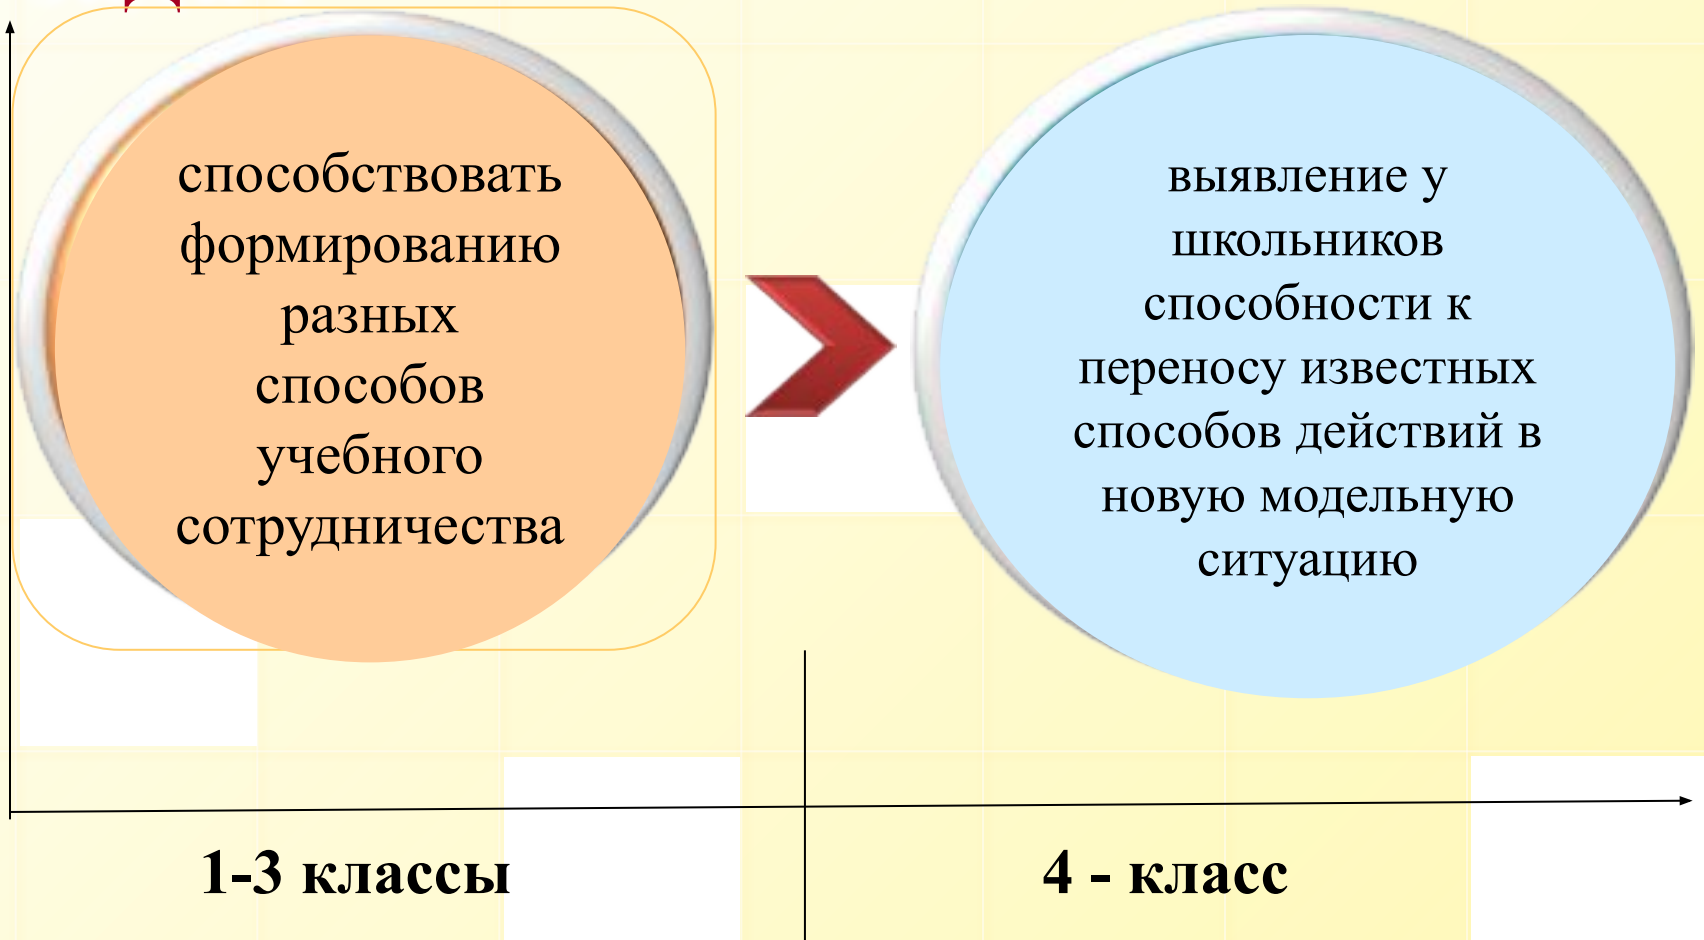 способствовать
формированию
разных
способов
учебного
сотрудничества
выявление у
школьников
способности к
переносу известных
способов действий в
новую модельную
ситуацию
1-3 классы
4 - класс